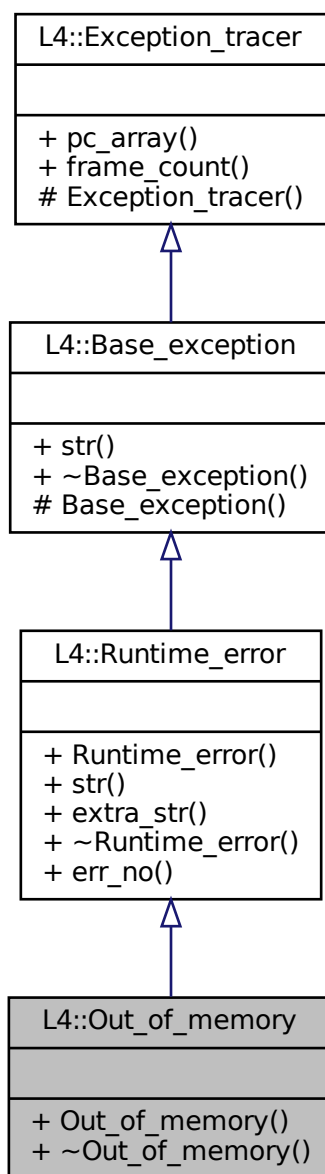 L4::Exception_tracer
+ pc_array()
+ frame_count()
# Exception_tracer()
L4::Base_exception
+ str()
+ ~Base_exception()
# Base_exception()
L4::Runtime_error
+ Runtime_error()
+ str()
+ extra_str()
+ ~Runtime_error()
+ err_no()
L4::Out_of_memory
+ Out_of_memory()
+ ~Out_of_memory()